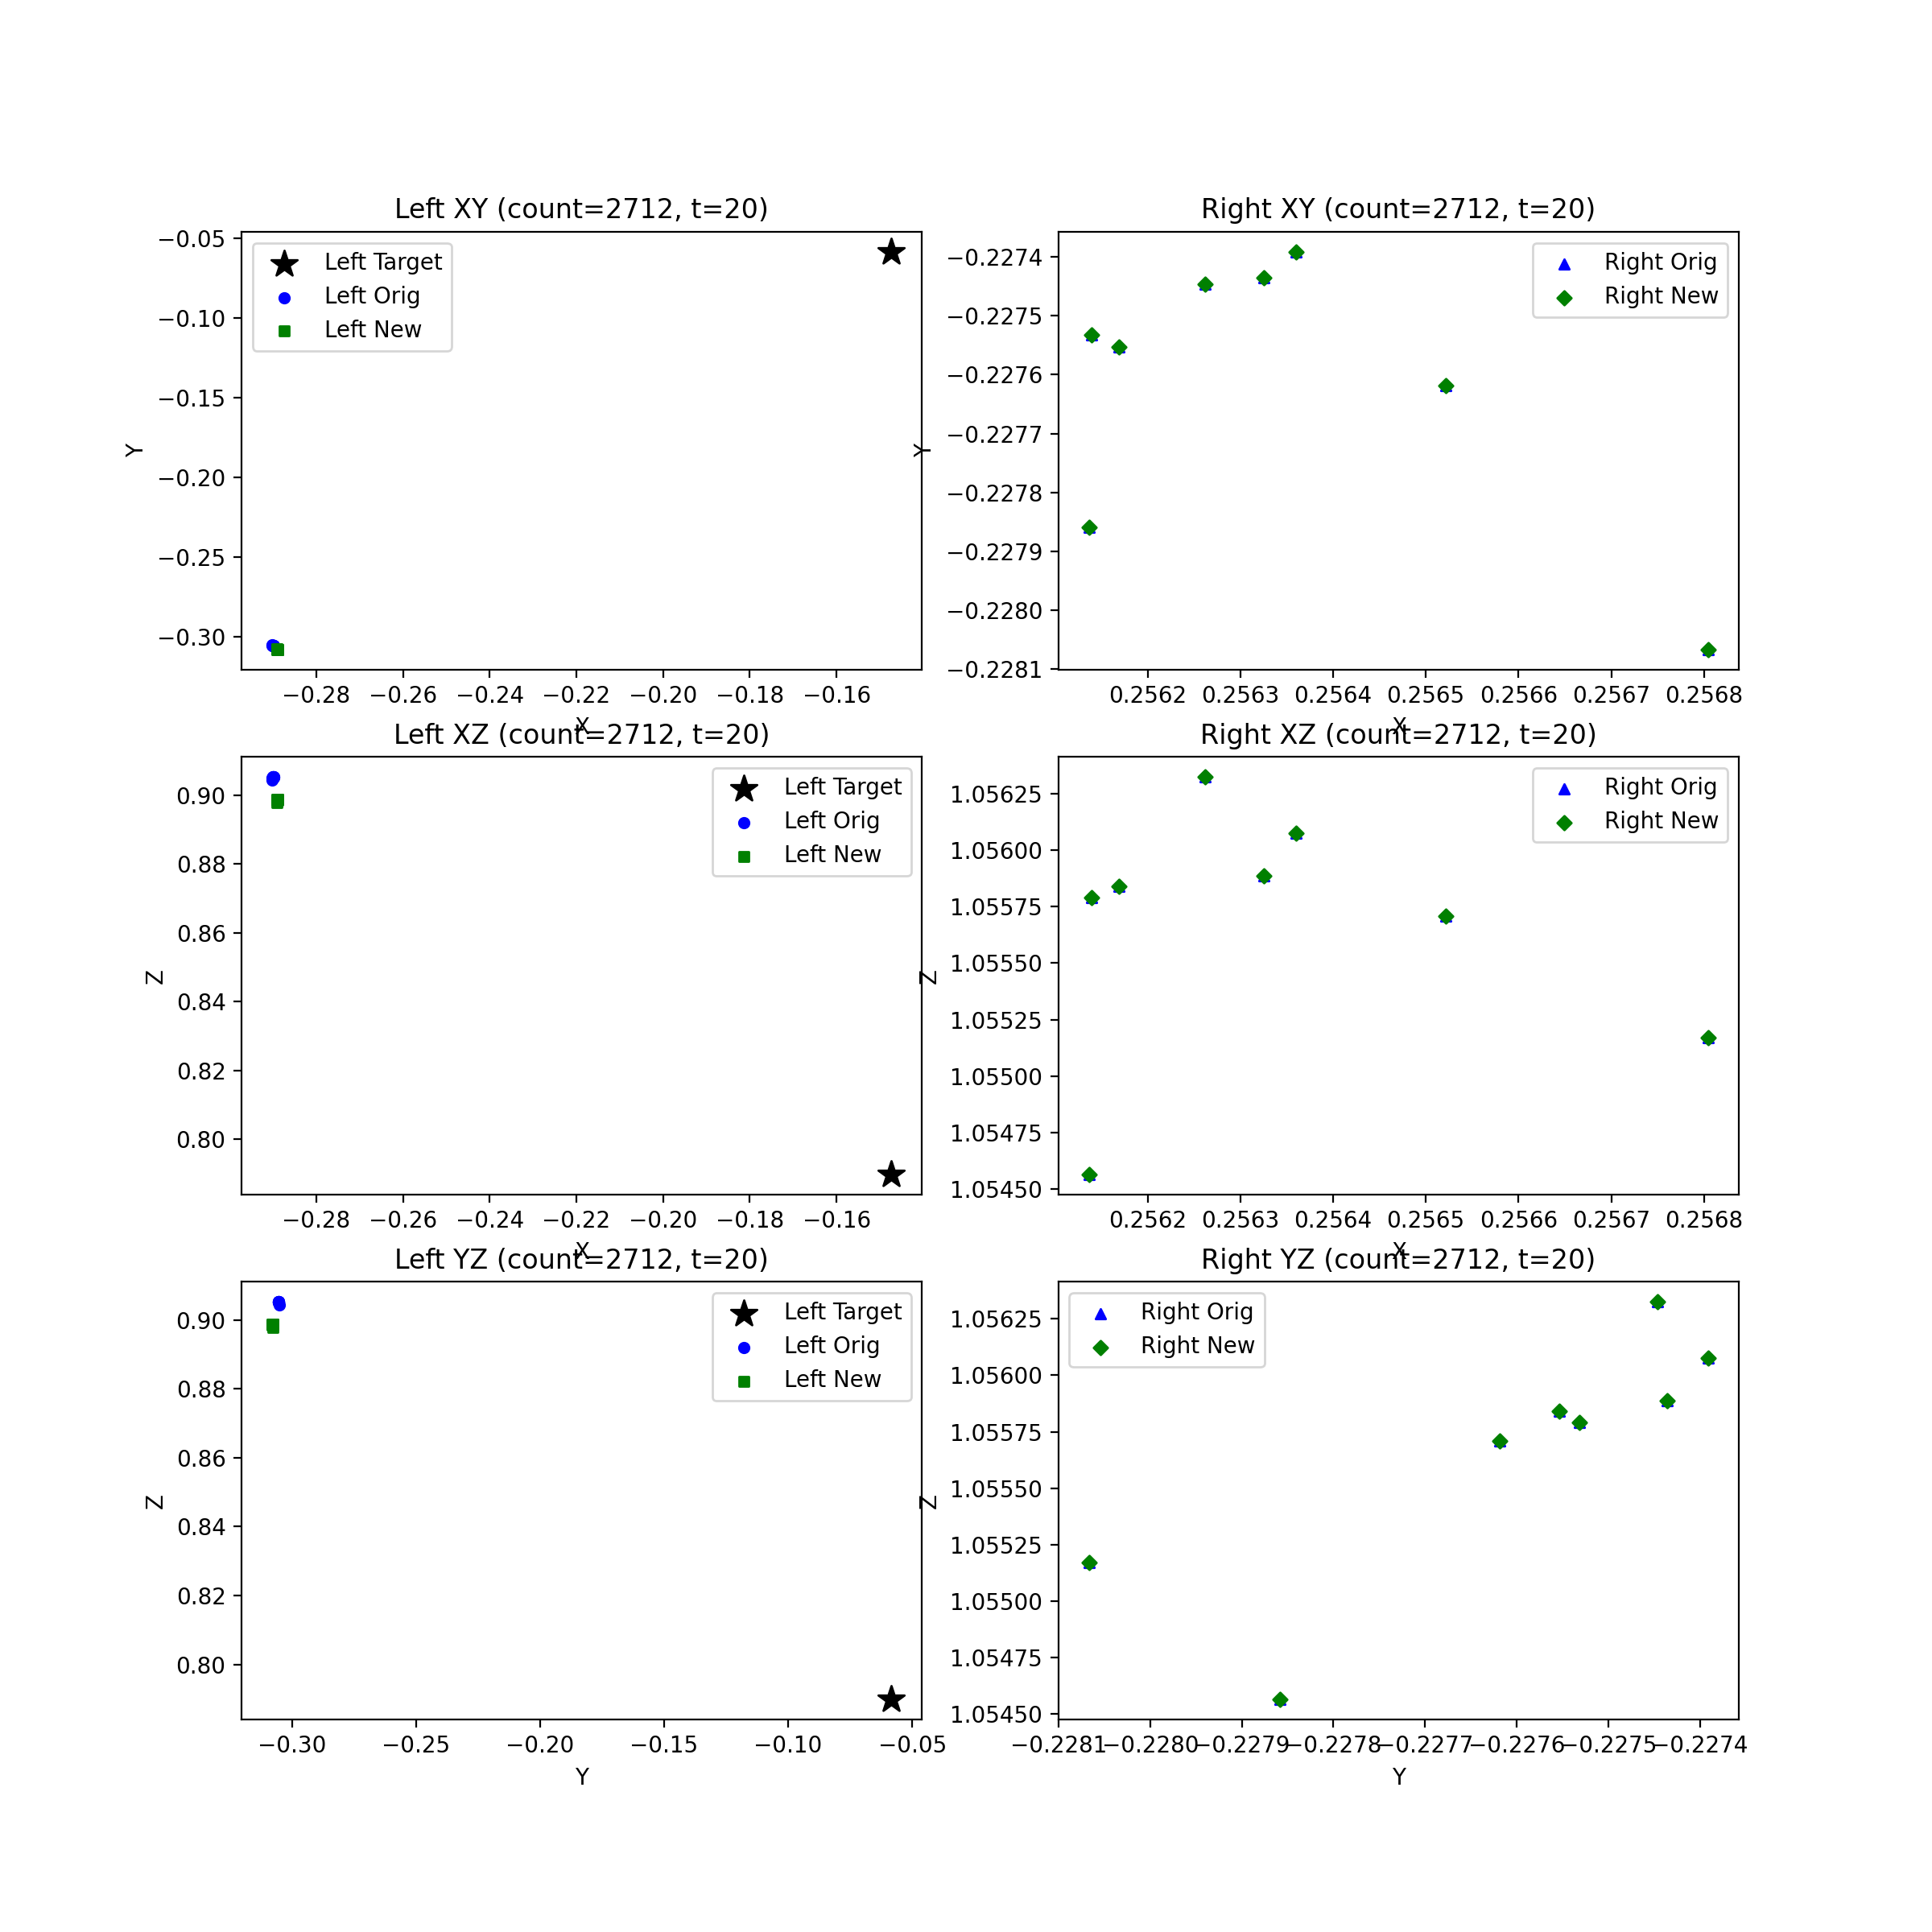 Left XY (count=2712, t=20)
−0.05
−0.10
−0.15
−0.20
−0.25
−0.30
Y
Left Target
Left Orig
Left New
−0.28 −0.26 −0.24 −0.22 −0.20 −0.18 −0.16
X
Right XY (count=2712, t=20)
−0.2274
−0.2275
−0.2276
−0.2277
−0.2278
−0.2279
−0.2280
−0.2281
Y
Right Orig
Right New
0.2562 0.2563 0.2564 0.2565 0.2566 0.2567 0.2568
X
Left XZ (count=2712, t=20)
0.90
0.88
0.86
0.84
0.82
0.80
Z
Left Target
Left Orig
Left New
−0.28 −0.26 −0.24 −0.22 −0.20 −0.18 −0.16
X
Right XZ (count=2712, t=20)
1.05625
1.05600
1.05575
1.05550
1.05525
1.05500
1.05475
1.05450
Z
Right Orig
Right New
0.2562 0.2563 0.2564 0.2565 0.2566 0.2567 0.2568
X
Left YZ (count=2712, t=20)
0.90
0.88
0.86
0.84
0.82
0.80
Z
Left Target
Left Orig
Left New
−0.30 −0.25 −0.20 −0.15 −0.10 −0.05
Y
Right YZ (count=2712, t=20)
1.05625
1.05600
1.05575
1.05550
1.05525
1.05500
1.05475
1.05450
Z
Right Orig
Right New
−0.2281 −0.2280 −0.2279 −0.2278 −0.2277 −0.2276 −0.2275 −0.2274
Y